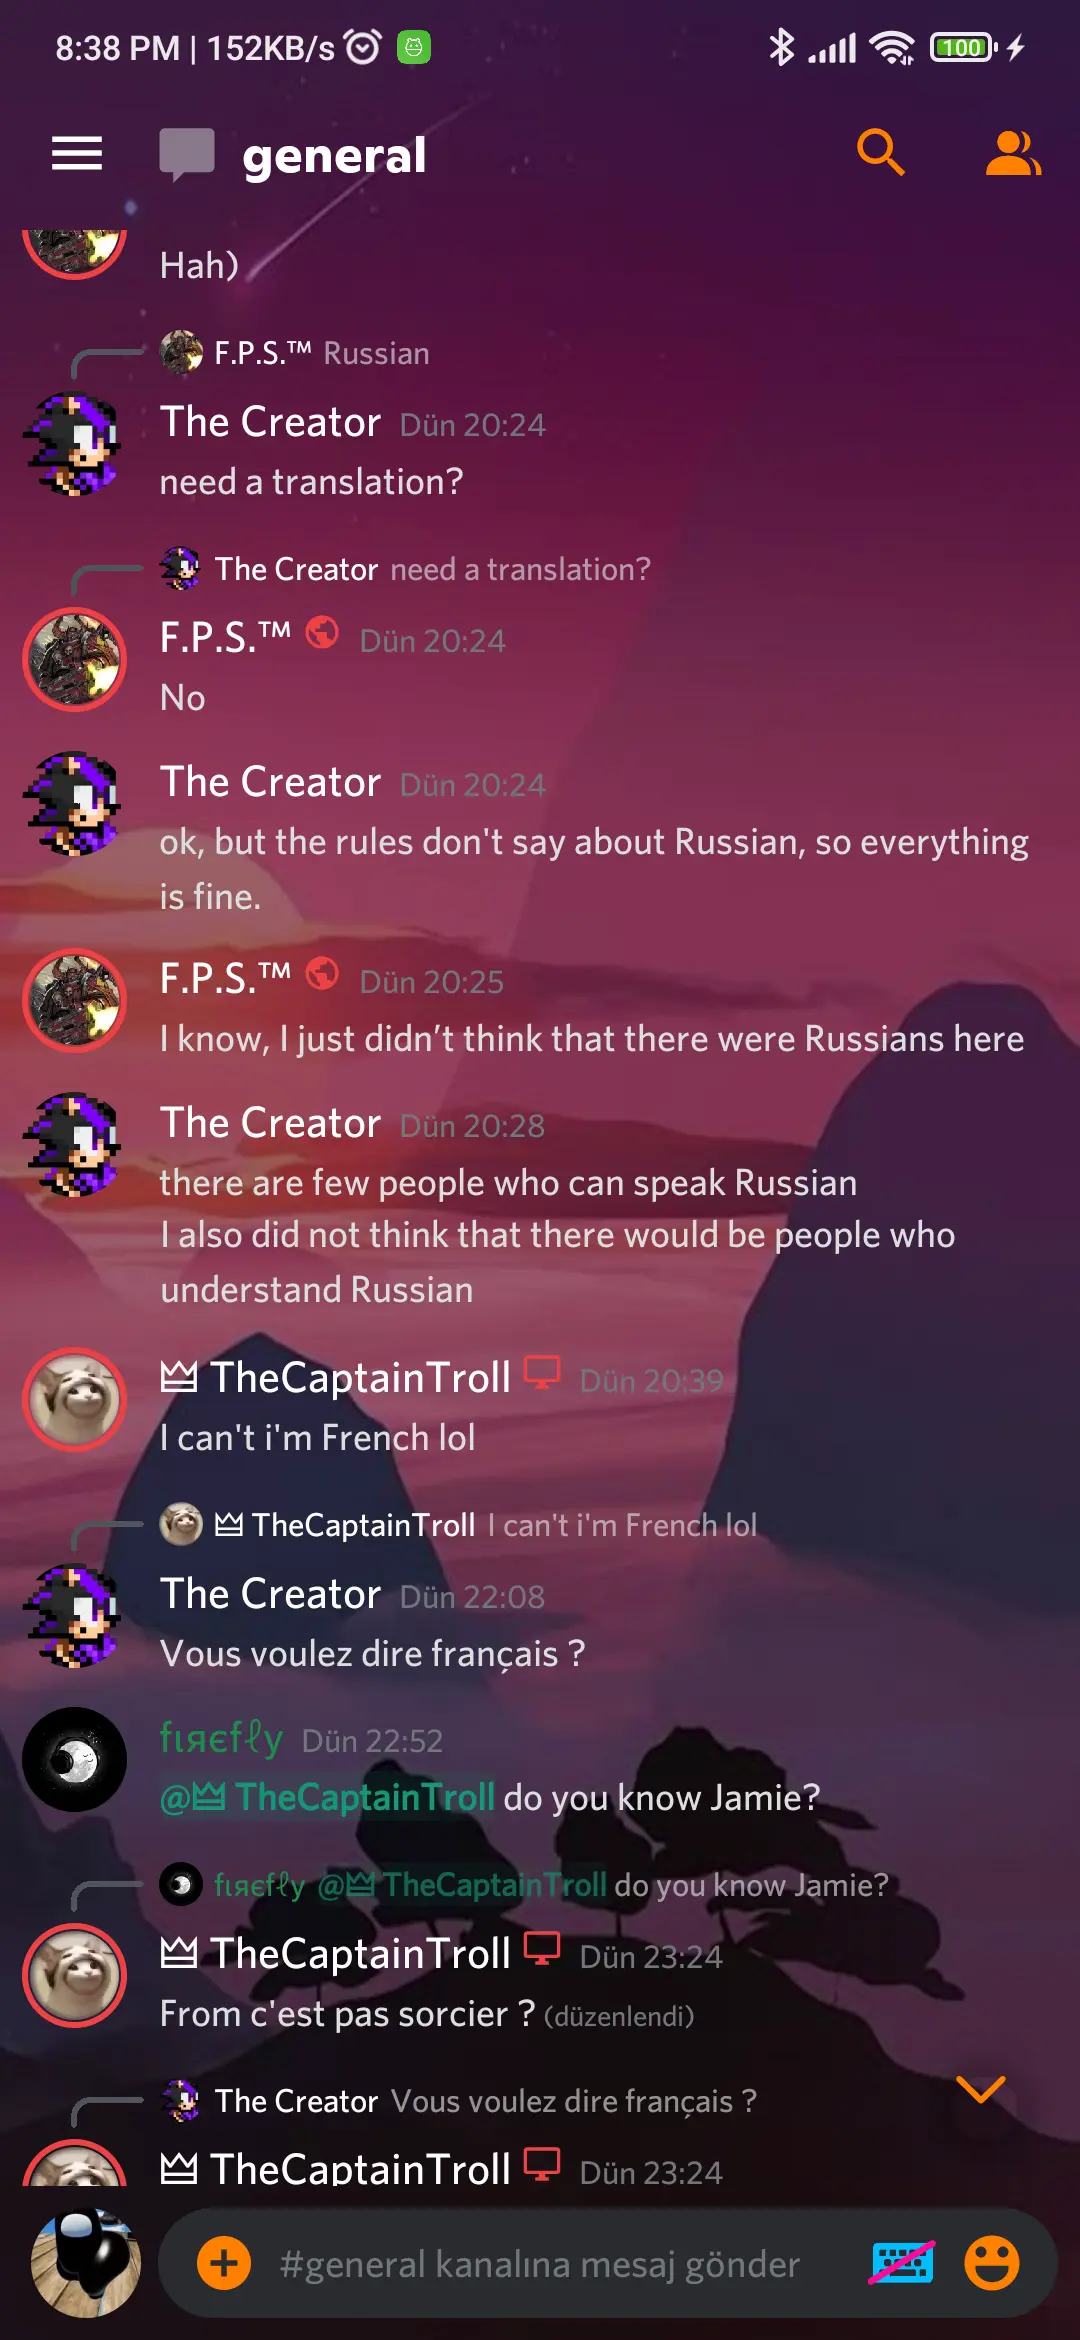 8:38 PM | 152KB/s
100
general
Hah)
F.P.S.™ Russian
The Creator Dün 20:24
need a translation?
The Creator need a translation?
F.P.S.™ Dün 20:24
No
The Creator Dün 20:24
ok, but the rules don't say about Russian, so everything
is fine.
F.P.S.™ Dün 20:25
I know, I just didn’t think that there were Russians here
The Creator Dün 20:28
there are few people who can speak Russian
I also did not think that there would be people who
understand Russian
TheCaptainTroll Dün 20:39
I can't i'm French lol
TheCaptainTroll I can't i'm French lol
The Creator Dün 22:08
Vous voulez dire français ?
fιяєfℓy Dün 22:52
@TheCaptainTroll do you know Jamie?
fιяєfℓy @TheCaptainTroll do you know Jamie?
TheCaptainTroll Dün 23:24
From c'est pas sorcier ? (düzenlendi)
The Creator Vous voulez dire français ?
TheCaptainTroll Dün 23:24
#general kanalına mesaj gönder